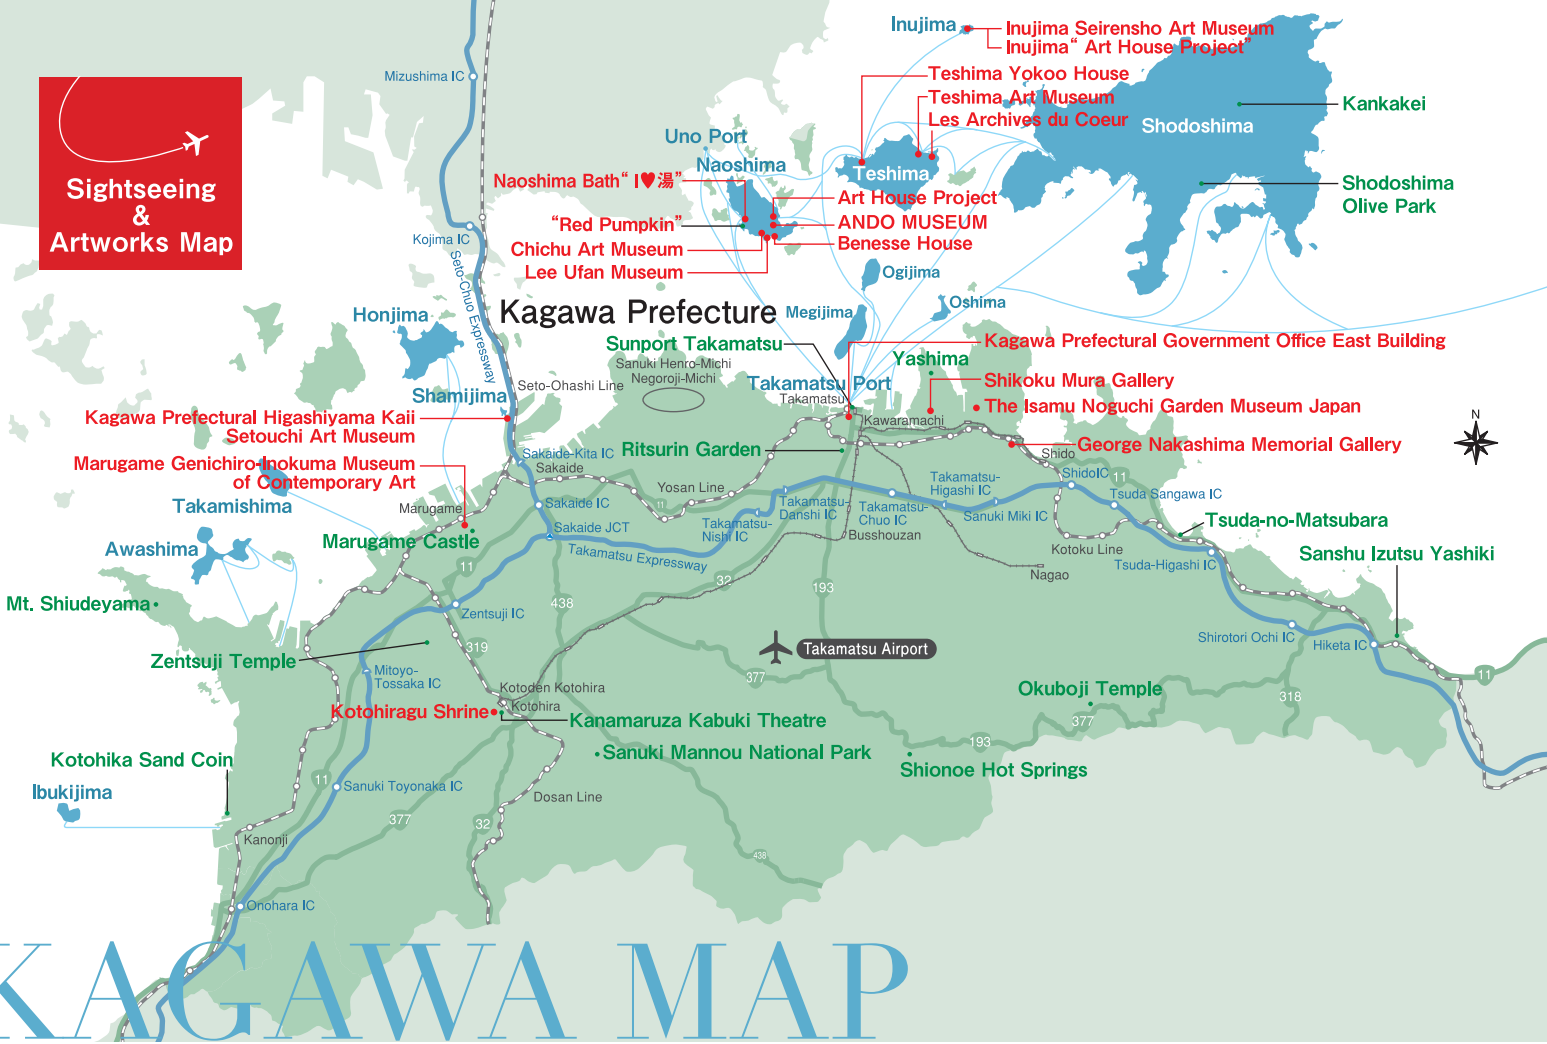 Sightseeing
&
Artworks Map
Mizushima IC
Kojima IC
Seto-Chuo Expressway
Inujima
Inujima Seirensho Art Museum
Inujima“ Art House Project”
Teshima Yokoo House
Teshima Art Museum
Les Archives du Coeur
Shodoshima
Kankakei
Shodoshima
Olive Park
Uno Port
Naoshima
Teshima
Naoshima Bath“ I♥湯”
“Red Pumpkin”
Chichu Art Museum
Lee Ufan Museum
Art House Project
ANDO MUSEUM
Benesse House
Ogijima
Oshima
Megijima
Honjima
Kagawa Prefecture
Sunport Takamatsu
Sanuki Henro-Michi
Negoroji-Michi
Seto-Ohashi Line
Shamijima
Takamatsu Port
Takamatsu
Yashima
Kagawa Prefectural Government Office East Building
Shikoku Mura Gallery
The Isamu Noguchi Garden Museum Japan
Kawaramachi
George Nakashima Memorial Gallery
Shido
N
Kagawa Prefectural Higashiyama Kaii
Setouchi Art Museum
Marugame Genichiro-Inokuma Museum
of Contemporary Art
Ritsurin Garden
Sakaide-Kita IC
Sakaide
Yosan Line
11
Takamishima
Marugame
Sakaide IC
Sakaide JCT
Takamatsu Expressway
Takamatsu-
Nishi IC
Takamatsu-
Danshi IC
Takamatsu-
Chuo IC
Busshouzan
Takamatsu-
Higashi IC
Sanuki Miki IC
ShidoIC
11
Tsuda Sangawa IC
Tsuda-no-Matsubara
Sanshu Izutsu Yashiki
Kotoku Line
Tsuda-Higashi IC
Nagao
Awashima
Marugame Castle
Mt. Shiudeyama
11
438
32
193
Zentsuji IC
Zentsuji Temple
319
Mitoyo-
Tossaka IC
Takamatsu Airport
377
Shirotori Ochi IC
Hiketa IC
11
Kotoden Kotohira
Kotohira
Kotohiragu Shrine
Kanamaruza Kabuki Theatre
Okuboji Temple
377
318
193
Sanuki Mannou National Park
Shionoe Hot Springs
Kotohika Sand Coin
Ibukijima
11
Sanuki Toyonaka IC
Dosan Line
377
32
Kanonji
438
Onohara IC
KAGAWA MAP